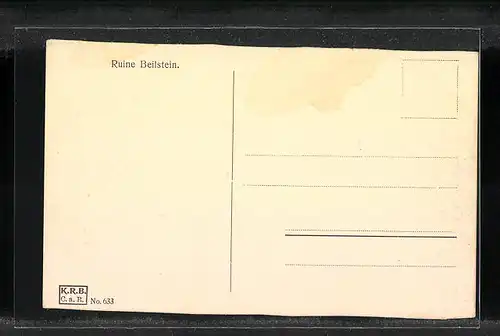 Ruine Beilstein.
K.R.B.
C. a. R. No. 633